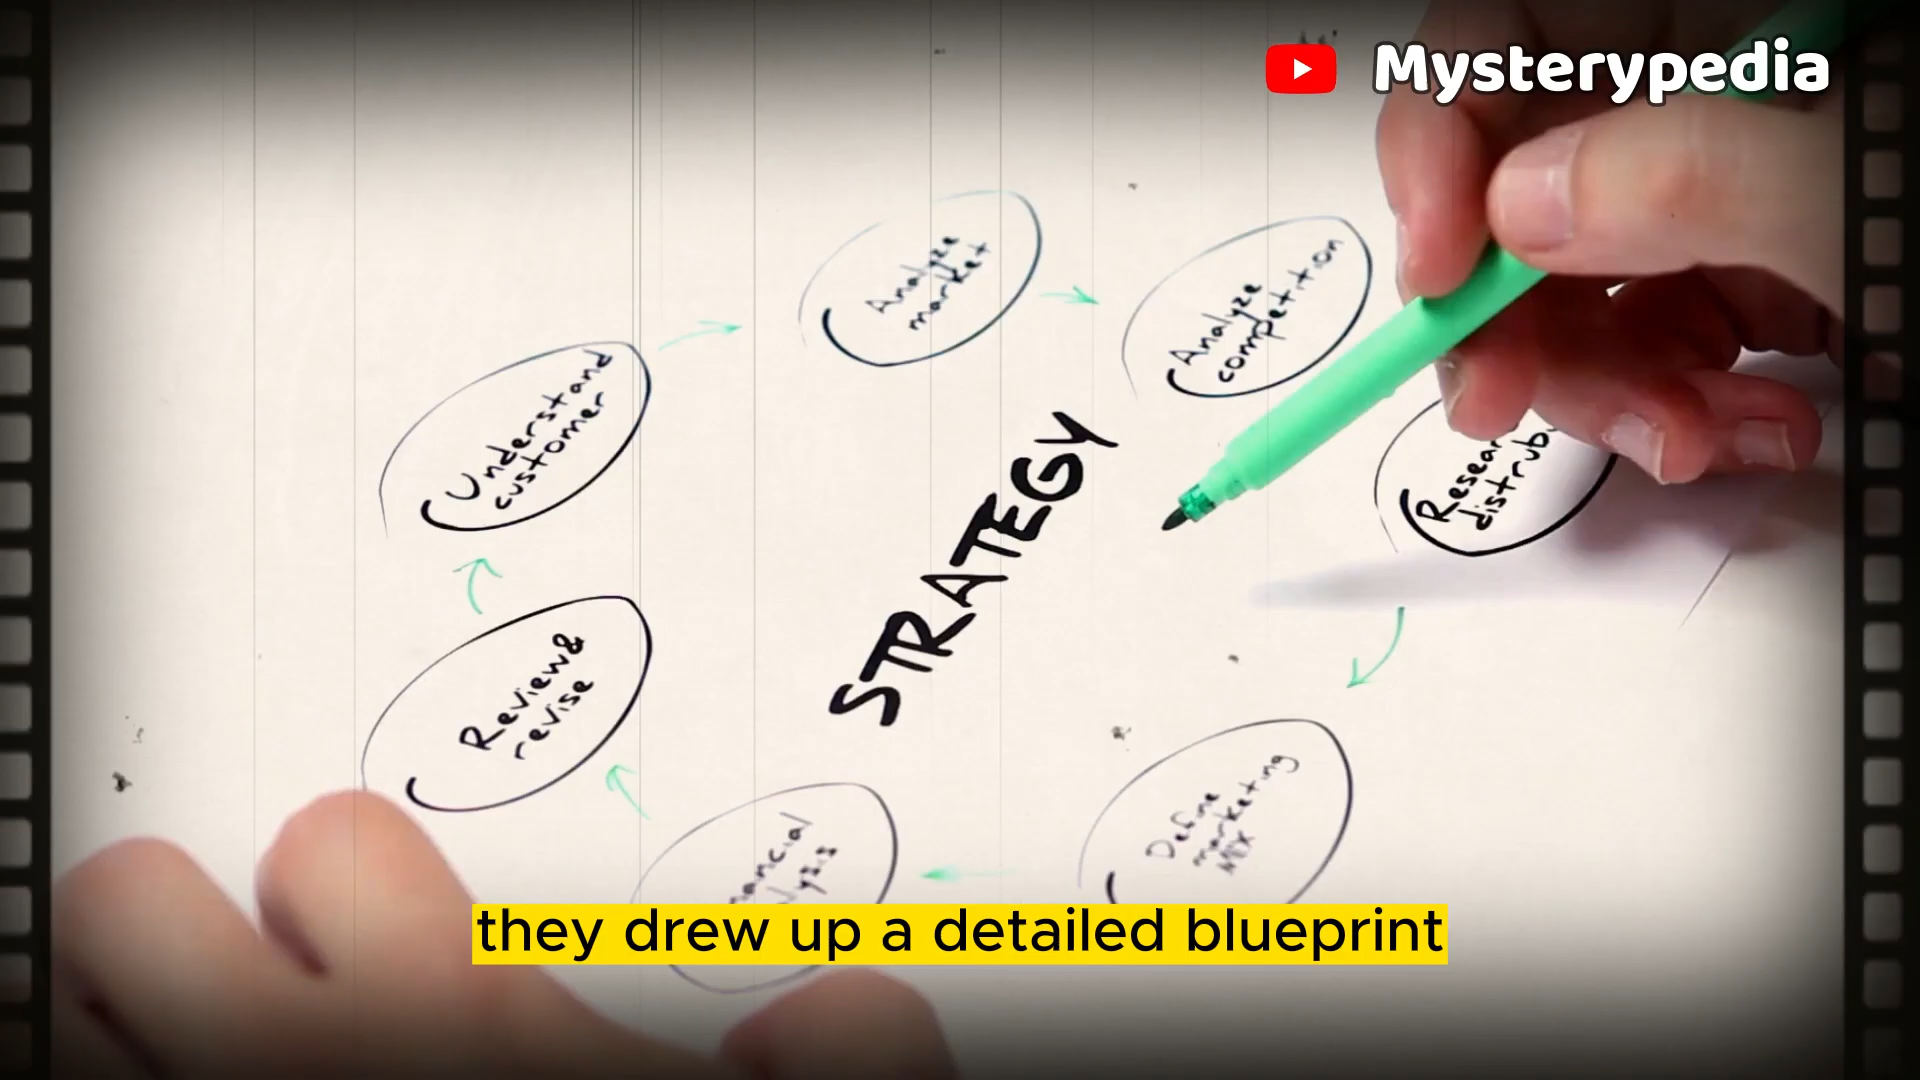 Mysterypedia
Analyze
market
Analyze
competition
Understand
customer
STRATEGY
Review &
revise
Define
marketing
Mix
they drew up a detailed blueprint